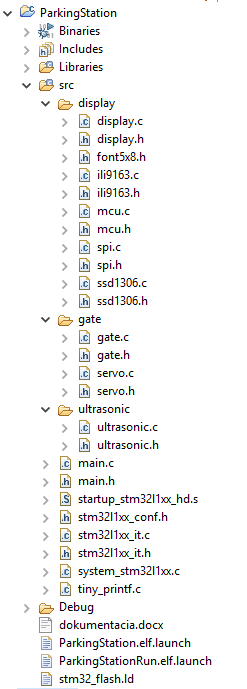 ParkingStation
Binaries
Includes
Libraries
src
display
display.c
display.h
font5x8.h
ili9163.c
ili9163.h
mcu.c
mcu.h
spi.c
spi.h
ssd1306.c
ssd1306.h
gate
gate.c
gate.h
servo.c
servo.h
ultrasonic
ultrasonic.c
ultrasonic.h
main.c
main.h
startup_stm32l1xx_hd.s
stm32l1xx_conf.h
stm32l1xx_it.c
stm32l1xx_it.h
system_stm32l1xx.c
tiny_printf.c
Debug
dokumentacia.docx
ParkingStation.elf.launch
ParkingStationRun.elf.launch
stm32_flash.ld